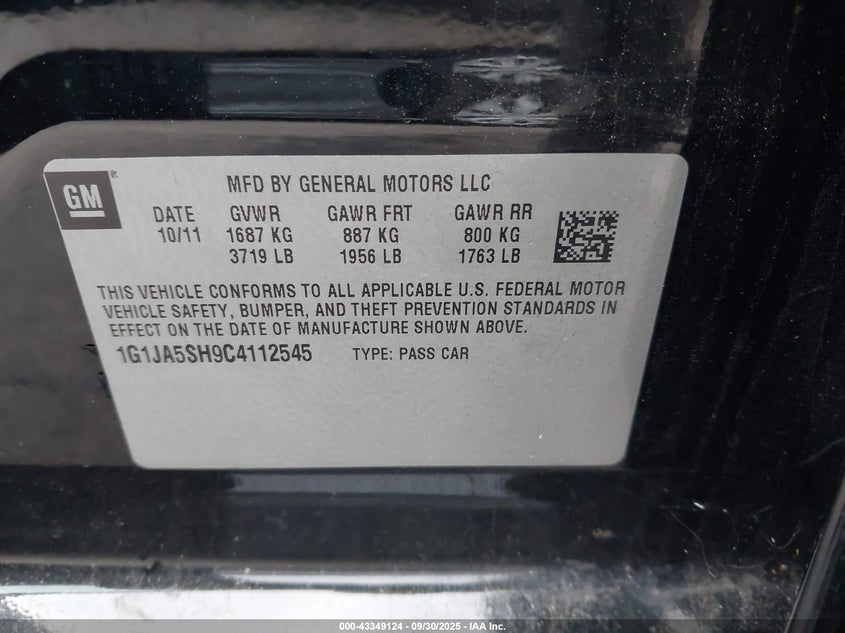 GM
MFD BY GENERAL MOTORS LLC
DATE GVWR GAWR FRT GAWR RR
10/11 1687 KG 887 KG 800 KG
3719 LB 1956 LB 1763 LB
THIS VEHICLE CONFORMS TO ALL APPLICABLE U.S. FEDERAL MOTOR
VEHICLE SAFETY, BUMPER, AND THEFT PREVENTION STANDARDS IN
EFFECT ON THE DATE OF MANUFACTURE SHOWN ABOVE.
1G1JA5SH9C4112545 TYPE: PASS CAR
000-43349124 - 09/30/2025 - IAA Inc.